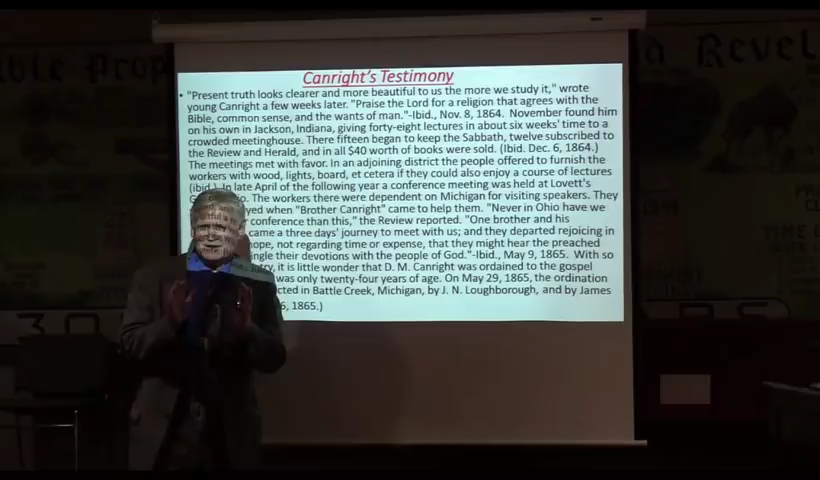 ible Prop
d Revel
Canright's Testimony
• "Present truth looks clearer and more beautiful to us the more we study it," wrote
young Canright a few weeks later. "Praise the Lord for a religion that agrees with the
Bible, common sense, and the wants of man."-Ibid., Nov. 8, 1864. November found him
on his own in Jackson, Indiana, giving forty-eight lectures in about six weeks' time to a
crowded meetinghouse. There fifteen began to keep the Sabbath, twelve subscribed to
the Review and Herald, and in all $40 worth of books were sold. (Ibid. Dec. 6, 1864.)
The meetings met with favor. In an adjoining district the people offered to furnish the
workers with wood, lights, board, et cetera if they could also enjoy a course of lectures
(ibid.) In late April of the following year a conference meeting was held at Lovett's
The workers there were dependent on Michigan for visiting speakers. They
yed when "Brother Canright" came to help them. "Never in Ohio have we
conference than this," the Review reported. "One brother and his
came a three days' journey to meet with us; and they departed rejoicing in
hope, not regarding time or expense, that they might hear the preached
ingle their devotions with the people of God."-Ibid., May 9, 1865. With so
it is little wonder that D. M. Canright was ordained to the gospel
was only twenty-four years of age. On May 29, 1865, the ordination
cted in Battle Creek, Michigan, by J. N. Loughborough, and by James
6, 1865.)
30